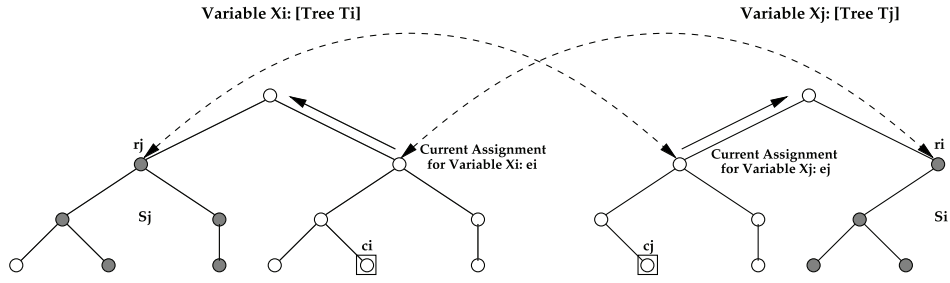 Variable Xi: [Tree Ti]
Variable Xj: [Tree Tj]
rj
Current Assignment
for Variable Xi: ei
Current Assignment
for Variable Xj: ej
ri
Sj
Si
ci
cj